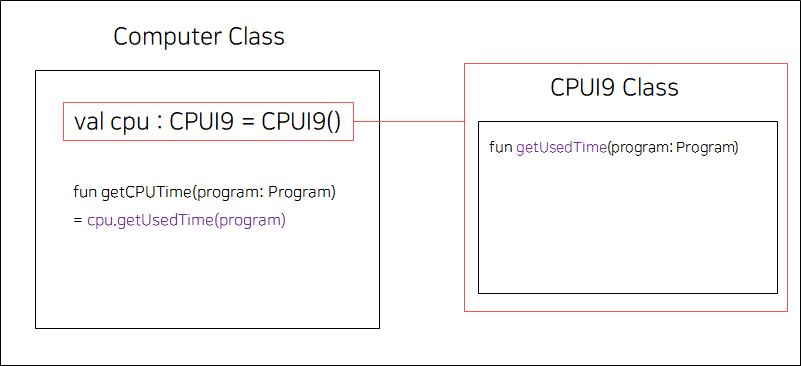 Computer Class
val cpu : CPUI9 = CPUI9()
fun getCPUTime(program: Program)
= cpu.getUsedTime(program)
CPUI9 Class
fun getUsedTime(program: Program)